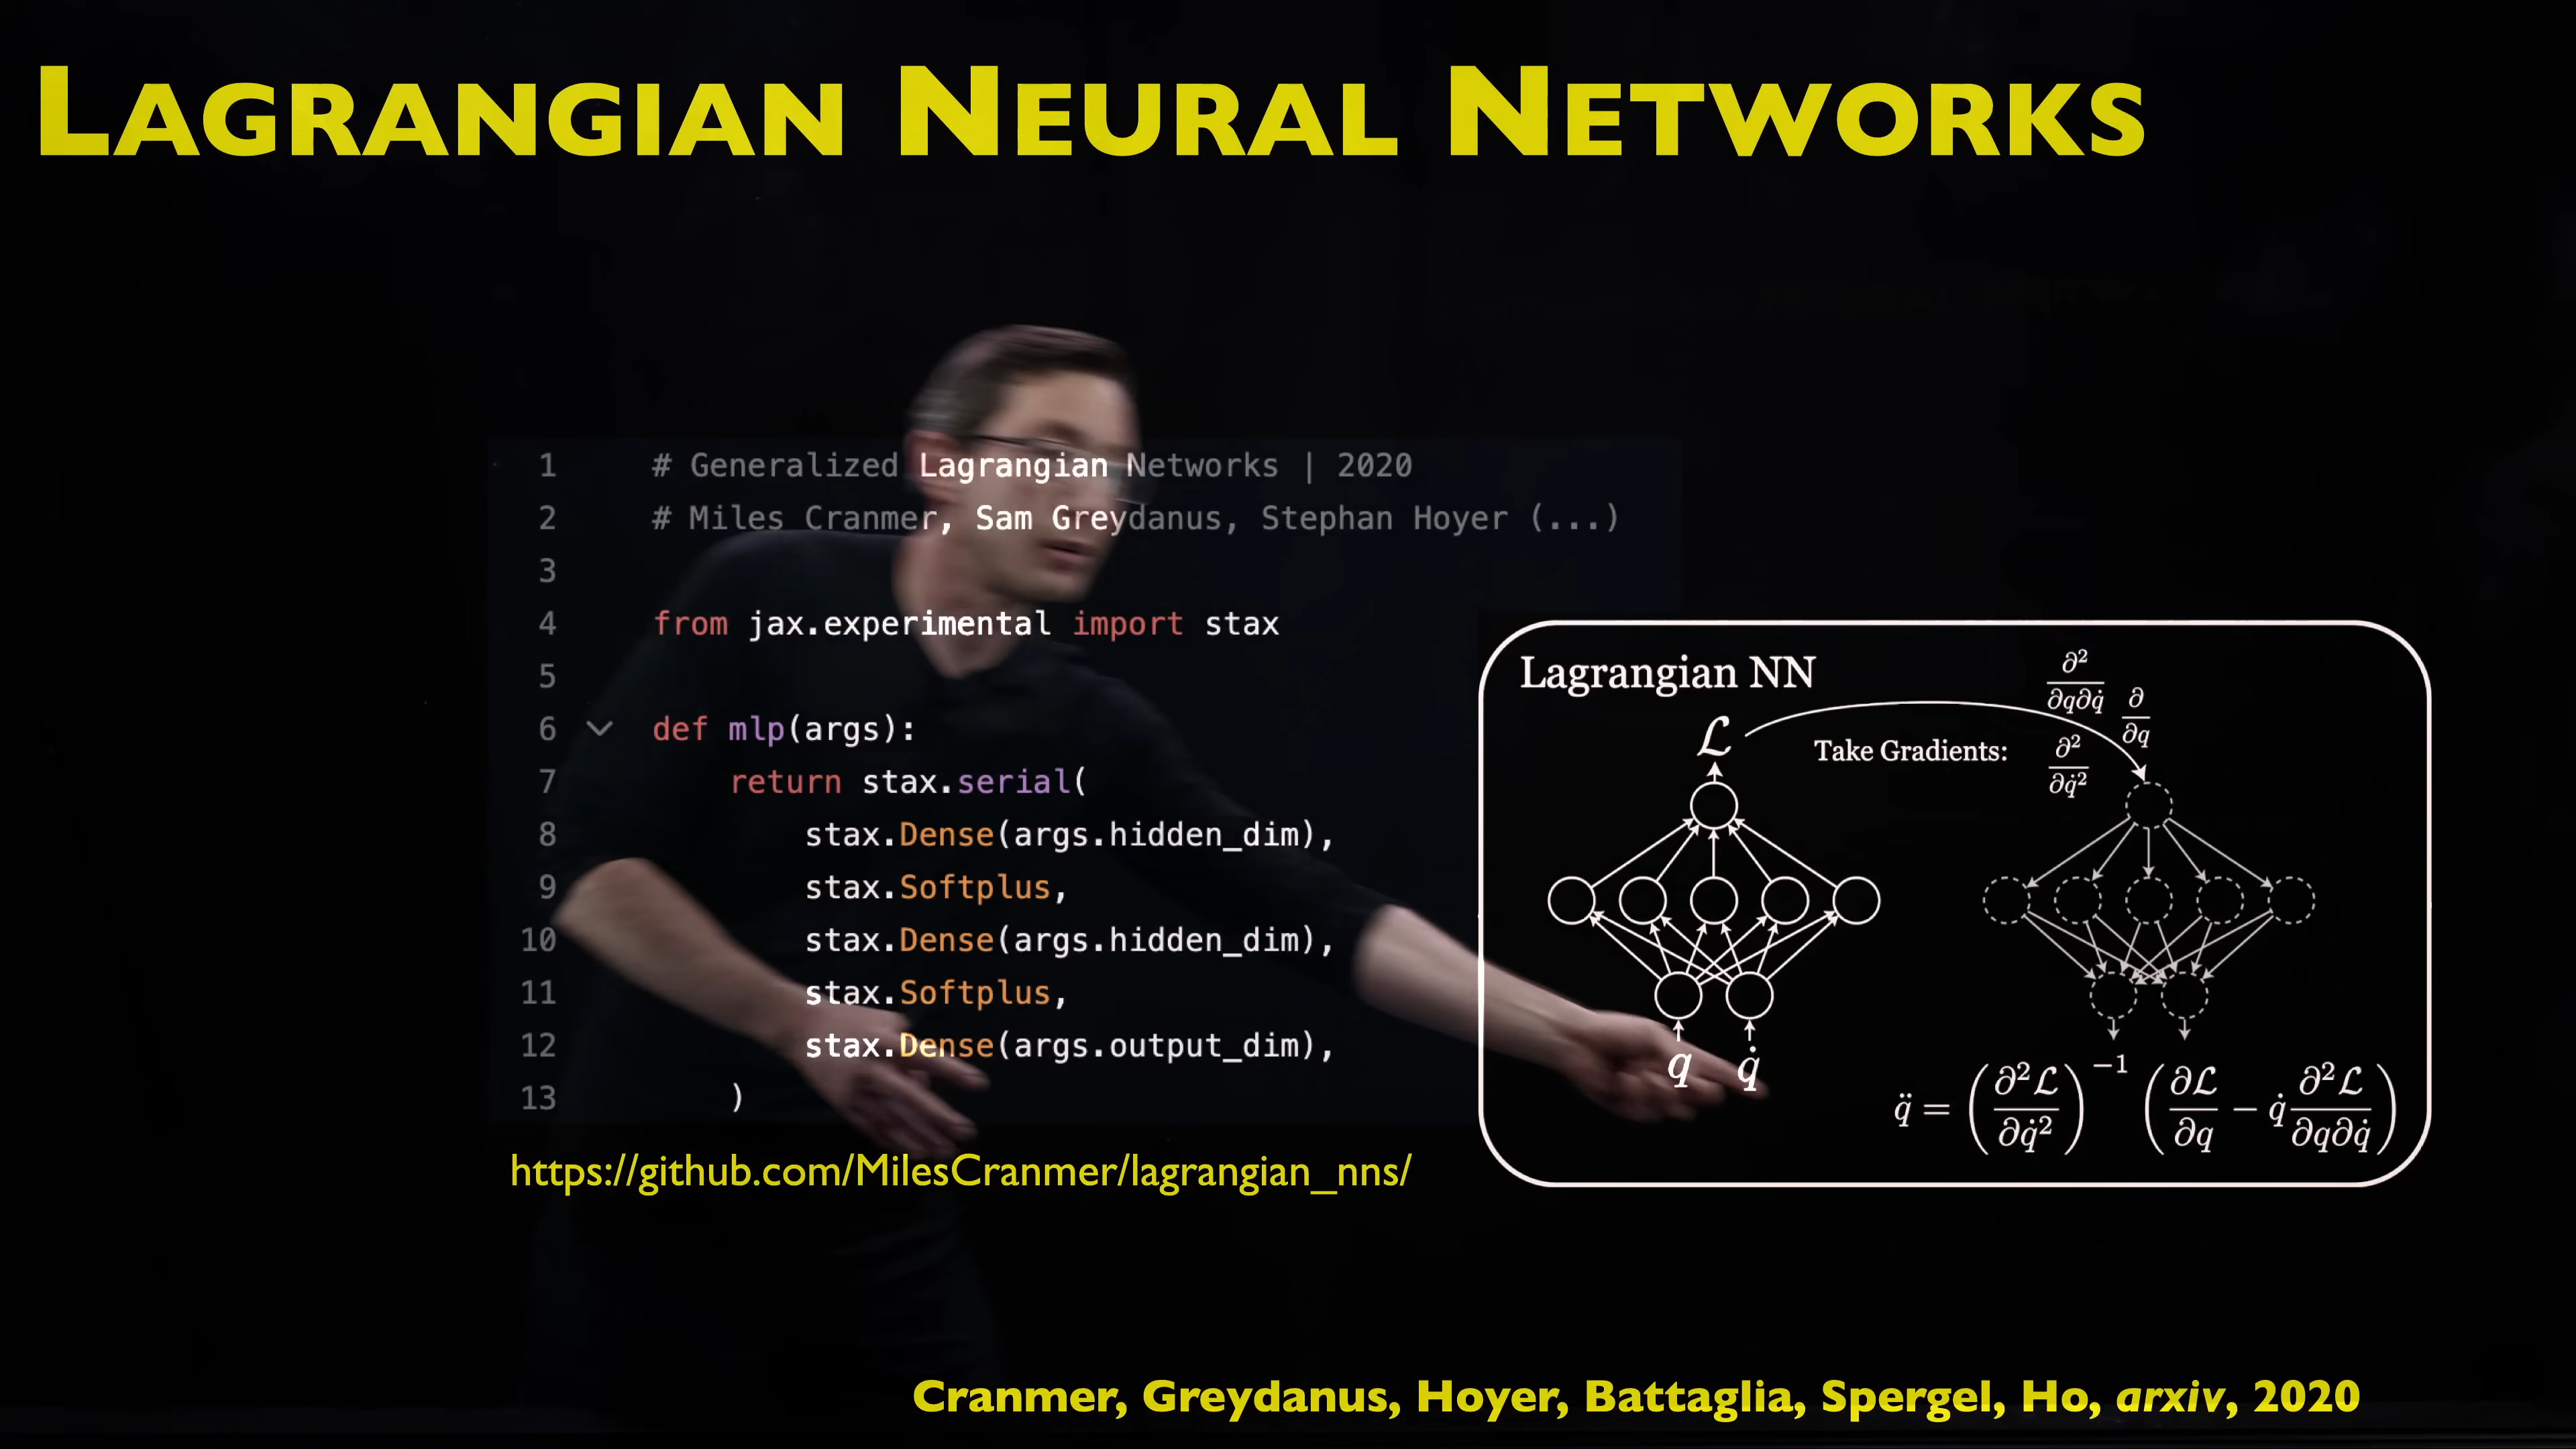 LAGRANGIAN NEURAL NETWORKS
1 # Generalized Lagrangian Networks | 2020
2 # Miles Cranmer, Sam Greydanus, Stephan Hoyer (...)
3
4 from jax.experimental import stax
5
6 def mlp(args):
7 return stax.serial(
8 stax.Dense(args.hidden_dim),
9 stax.Softplus,
10 stax.Dense(args.hidden_dim),
11 stax.Softplus,
12 stax.Dense(args.output_dim),
13 )
https://github.com/MilesCranmer/lagrangian_nns/
Lagrangian NN
ℒ
Take Gradients:
∂²/∂q∂q̇ ∂/∂q
∂²/∂q̇²
q q̇
q̈ = (∂²ℒ/∂q̇²)⁻¹ (∂ℒ/∂q − q̇ ∂²ℒ/∂q∂q̇)
Cranmer, Greydanus, Hoyer, Battaglia, Spergel, Ho, arxiv, 2020